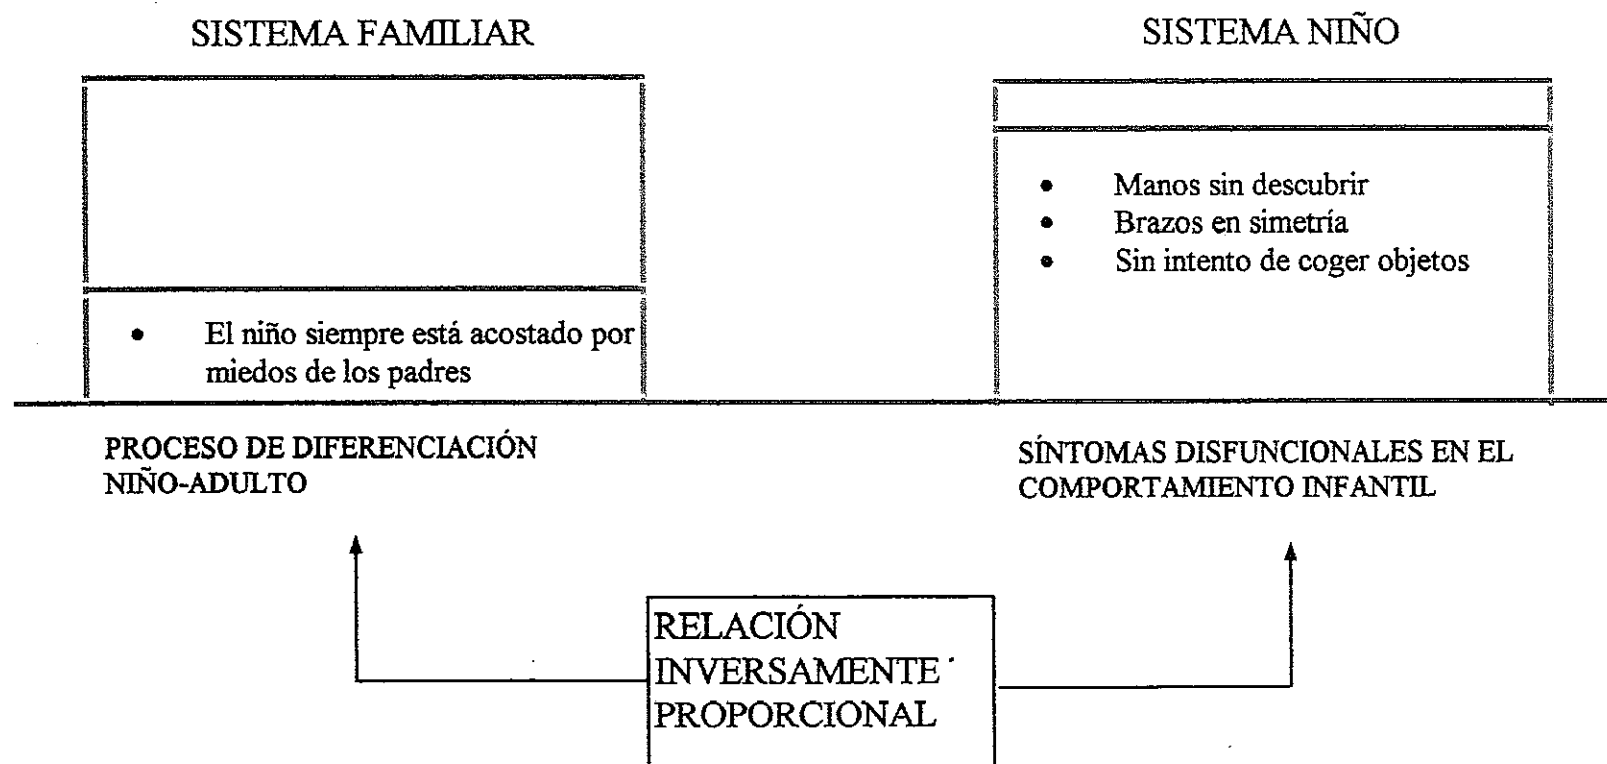 SISTEMA FAMILIAR
SISTEMA NIÑO
• Manos sin descubrir
• Brazos en simetría
• Sin intento de coger objetos
• El niño siempre está acostado por
miedos de los padres
PROCESO DE DIFERENCIACIÓN
NIÑO-ADULTO
SÍNTOMAS DISFUNCIONALES EN EL
COMPORTAMIENTO INFANTIL
RELACIÓN
INVERSAMENTE
PROPORCIONAL